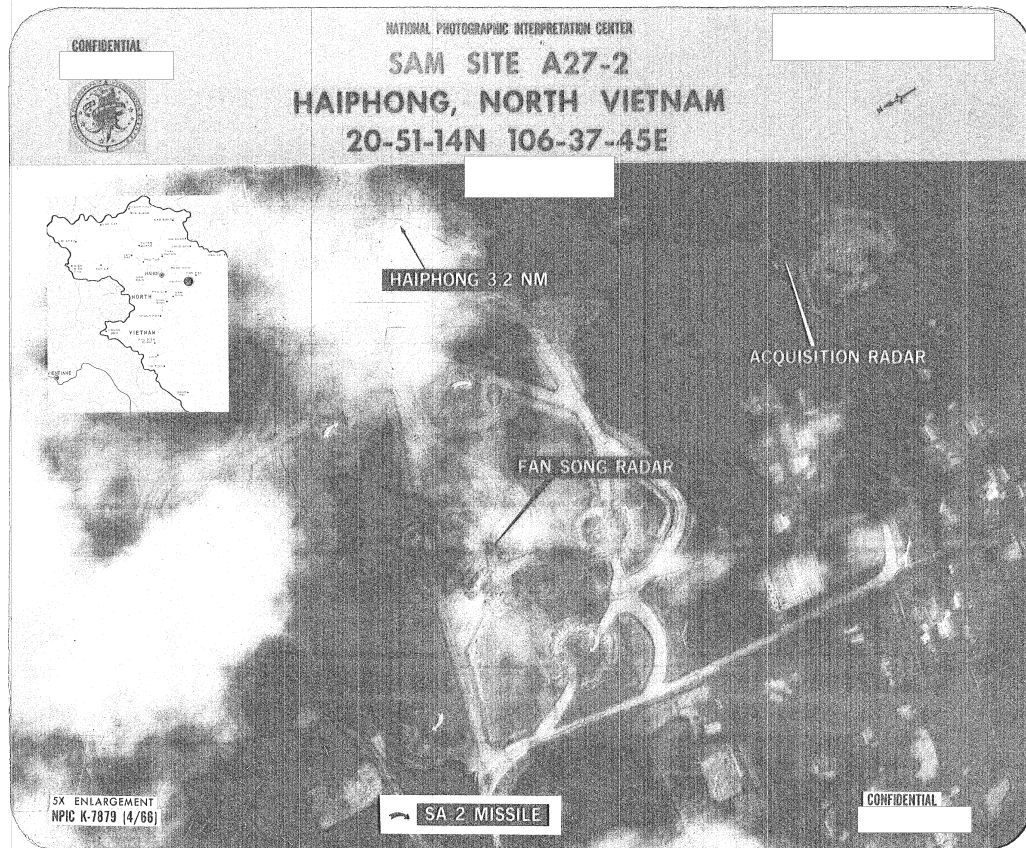 NATIONAL PHOTOGRAPHIC INTERPRETATION CENTER
CONFIDENTIAL
SAM SITE A27-2
HAIPHONG, NORTH VIETNAM
20-51-14N 106-37-45E
HAIPHONG 3.2 NM
HANOI
NORTH
VIETNAM
VIENTIANE
ACQUISITION RADAR
FAN SONG RADAR
5X ENLARGEMENT
NPIC K-7879 (4/66)
SA-2 MISSILE
CONFIDENTIAL